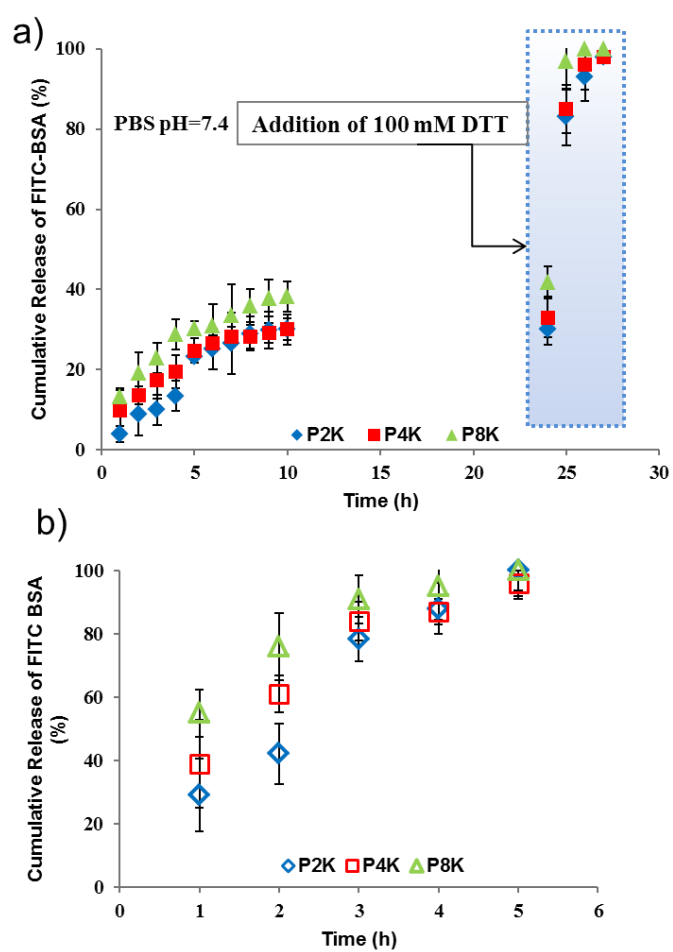 a)
Cumulative Release of FITC-BSA (%)
100
80
60
40
20
0
PBS pH=7.4
Addition of 100 mM DTT
P2K P4K P8K
0 5 10 15 20 25 30
Time (h)
b)
Cumulative Release of FITC BSA
(%)
100
80
60
40
20
0
P2K P4K P8K
0 1 2 3 4 5 6
Time (h)